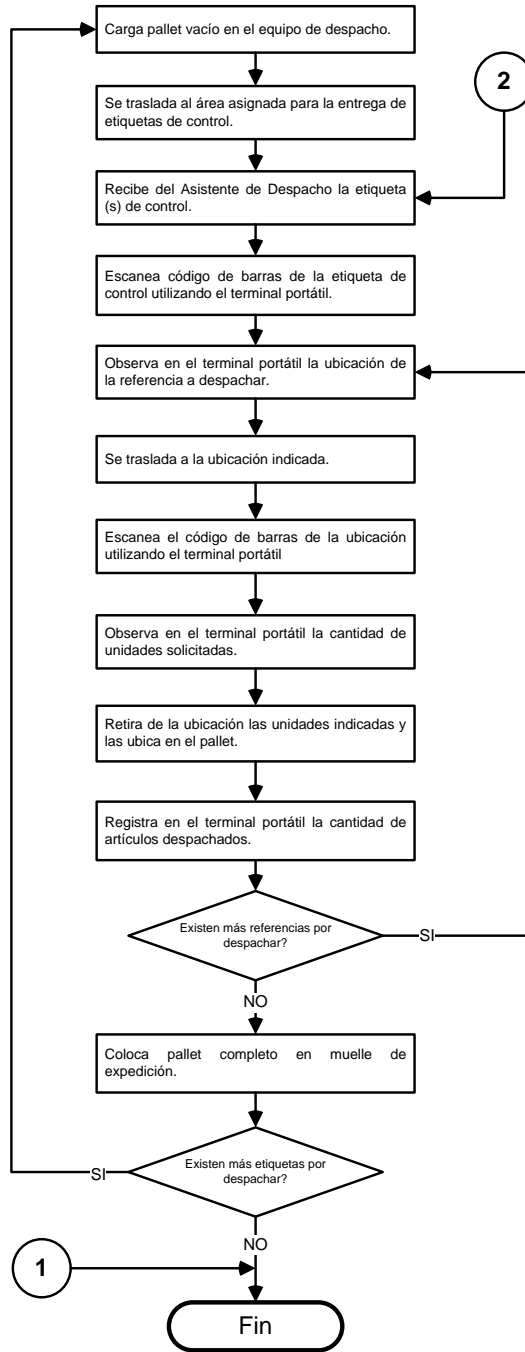 Carga pallet vacío en el equipo de despacho.
Se traslada al área asignada para la entrega de
etiquetas de control.
2
Recibe del Asistente de Despacho la etiqueta
(s) de control.
Escanea código de barras de la etiqueta de
control utilizando el terminal portátil.
Observa en el terminal portátil la ubicación de
la referencia a despachar.
Se traslada a la ubicación indicada.
Escanea el código de barras de la ubicación
utilizando el terminal portátil
Observa en el terminal portátil la cantidad de
unidades solicitadas.
Retira de la ubicación las unidades indicadas y
las ubica en el pallet.
Registra en el terminal portátil la cantidad de
artículos despachados.
Existen más referencias por
despachar?
SI
NO
Coloca pallet completo en muelle de
expedición.
Existen más etiquetas por
despachar?
SI
NO
1
Fin